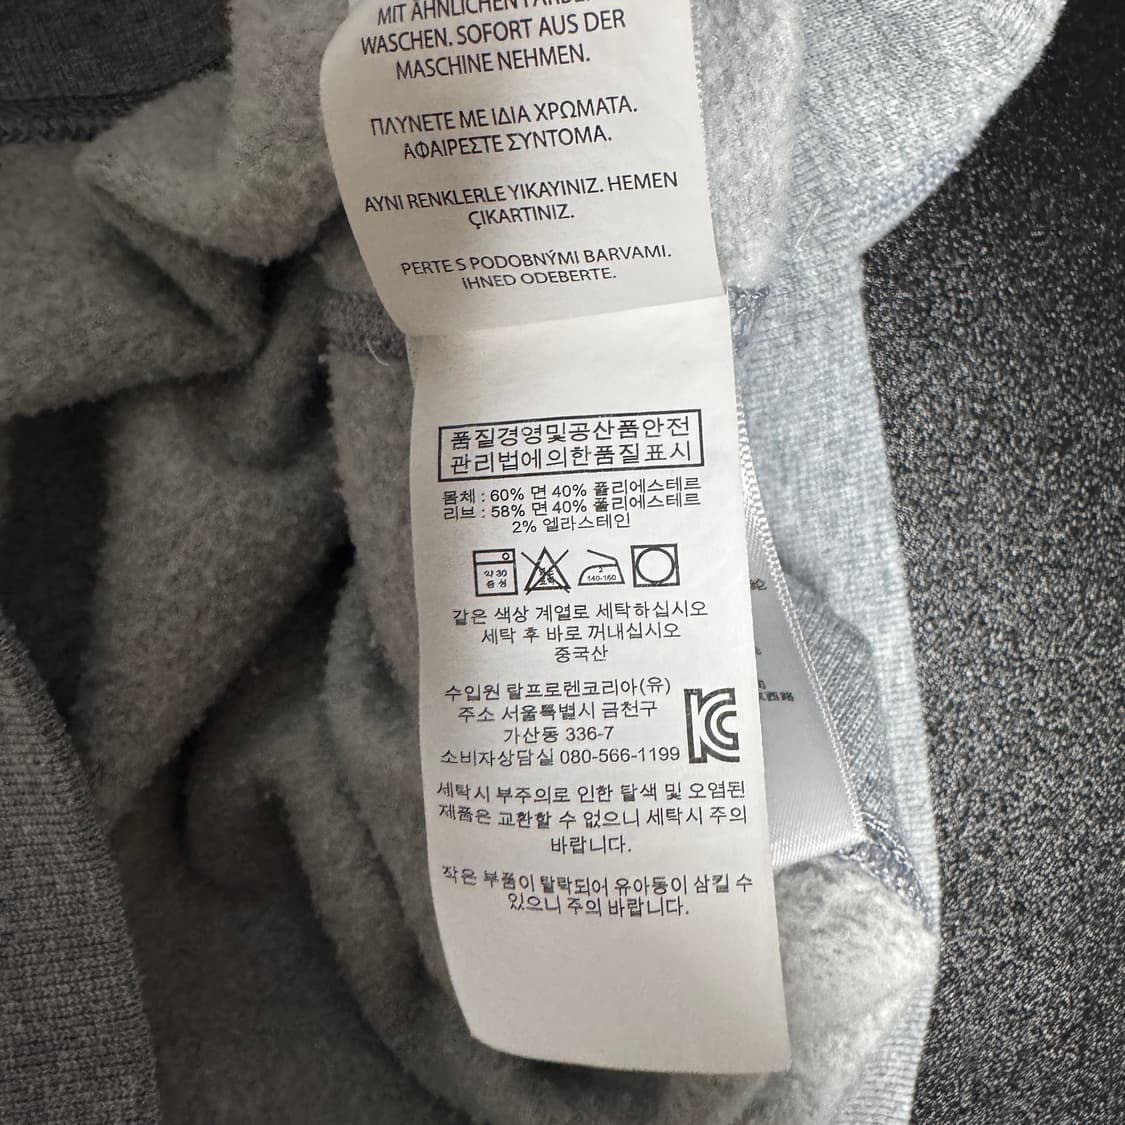 MIT ÄHNLICHEN
WASCHEN. SOFORT AUS DER
MASCHINE NEHMEN.
ΠΛΥΝΕΤΕ ΜΕ ΙΔΙΑ ΧΡΩΜΑΤΑ.
ΑΦΑΙΡΕΣΤΕ ΣΥΝΤΟΜΑ.
AYNI RENKLERLE YIKAYINIZ. HEMEN
ÇIKARTINIZ.
PERTE S PODOBNÝMI BARVAMI.
IHNED ODEBERTE.
품질경영및공산품안전
관리법에의한품질표시
몸체 : 60% 면 40% 폴리에스테르
리브 : 58% 면 40% 폴리에스테르
2% 엘라스테인
약 30
중성
140-160
같은 색상 계열로 세탁하십시오
세탁 후 바로 꺼내십시오
중국산
수입원 랄프로렌코리아(유)
주소 서울특별시 금천구
가산동 336-7
소비자상담실 080-566-1199
세탁시 부주의로 인한 탈색 및 오염된
제품은 교환할 수 없으니 세탁시 주의
바랍니다.
작은 부품이 탈락되어 유아동이 삼킬 수
있으니 주의 바랍니다.